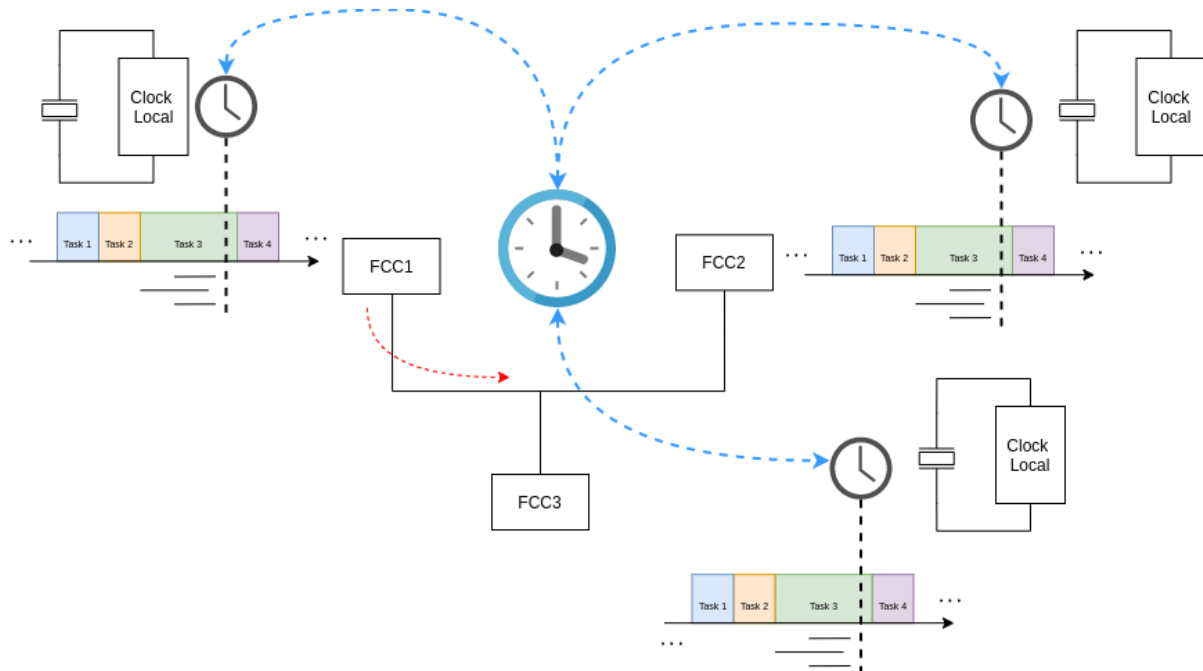 Clock
Local
Task 1
Task 2
Task 3
Task 4
...
...
FCC1
FCC2
Clock
Local
...
Task 1
Task 2
Task 3
Task 4
...
Clock
Local
FCC3
Task 1
Task 2
Task 3
Task 4
...
...